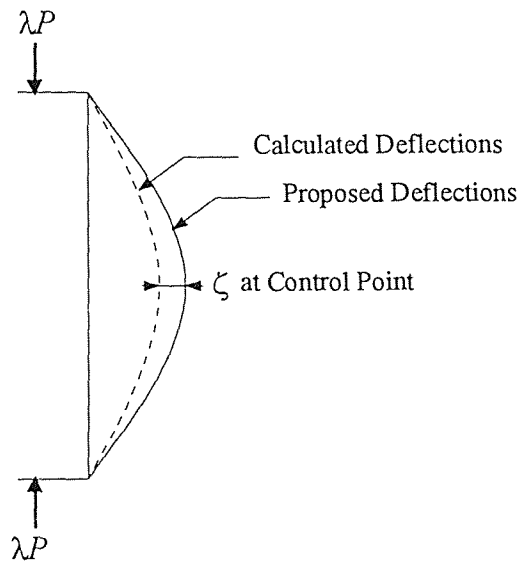 λP
Calculated Deflections
Proposed Deflections
ζ at Control Point
λP